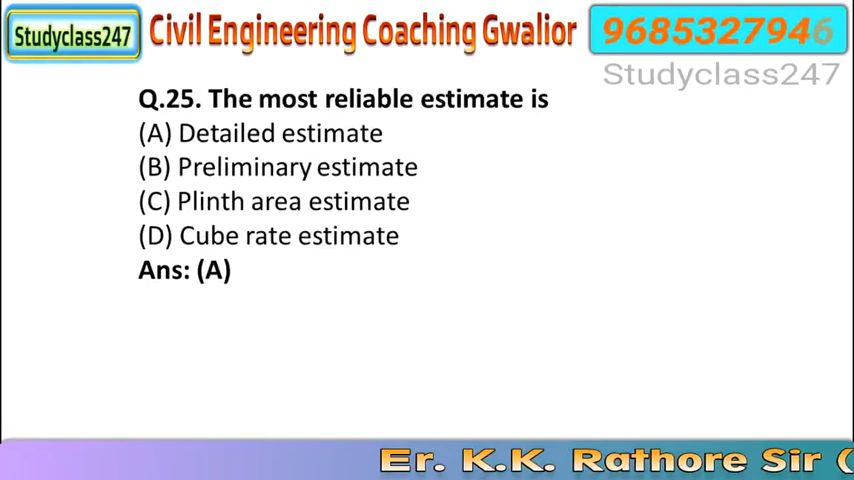 Studyclass247
Civil Engineering Coaching Gwalior
9685327946
Studyclass247
Q.25. The most reliable estimate is
(A) Detailed estimate
(B) Preliminary estimate
(C) Plinth area estimate
(D) Cube rate estimate
Ans: (A)
Er. K.K. Rathore Sir (